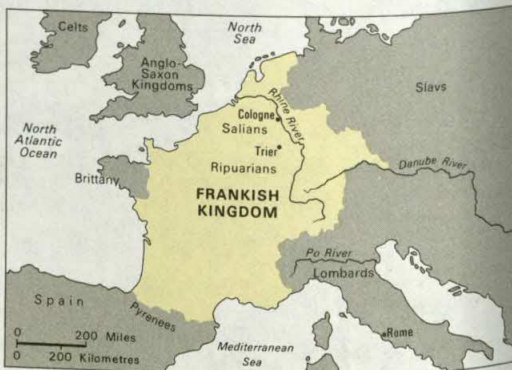 Celts
North
Sea
Anglo-
Saxon
Kingdoms
Slavs
Rhine River
Cologne
Salians
North
Atlantic
Ocean
Trier
Danube River
Ripuarians
Brittany
FRANKISH
KINGDOM
Po River
Lombards
Spain
Pyrenees
0 200 Miles
0 200 Kilometres
Mediterranean
Sea
Rome